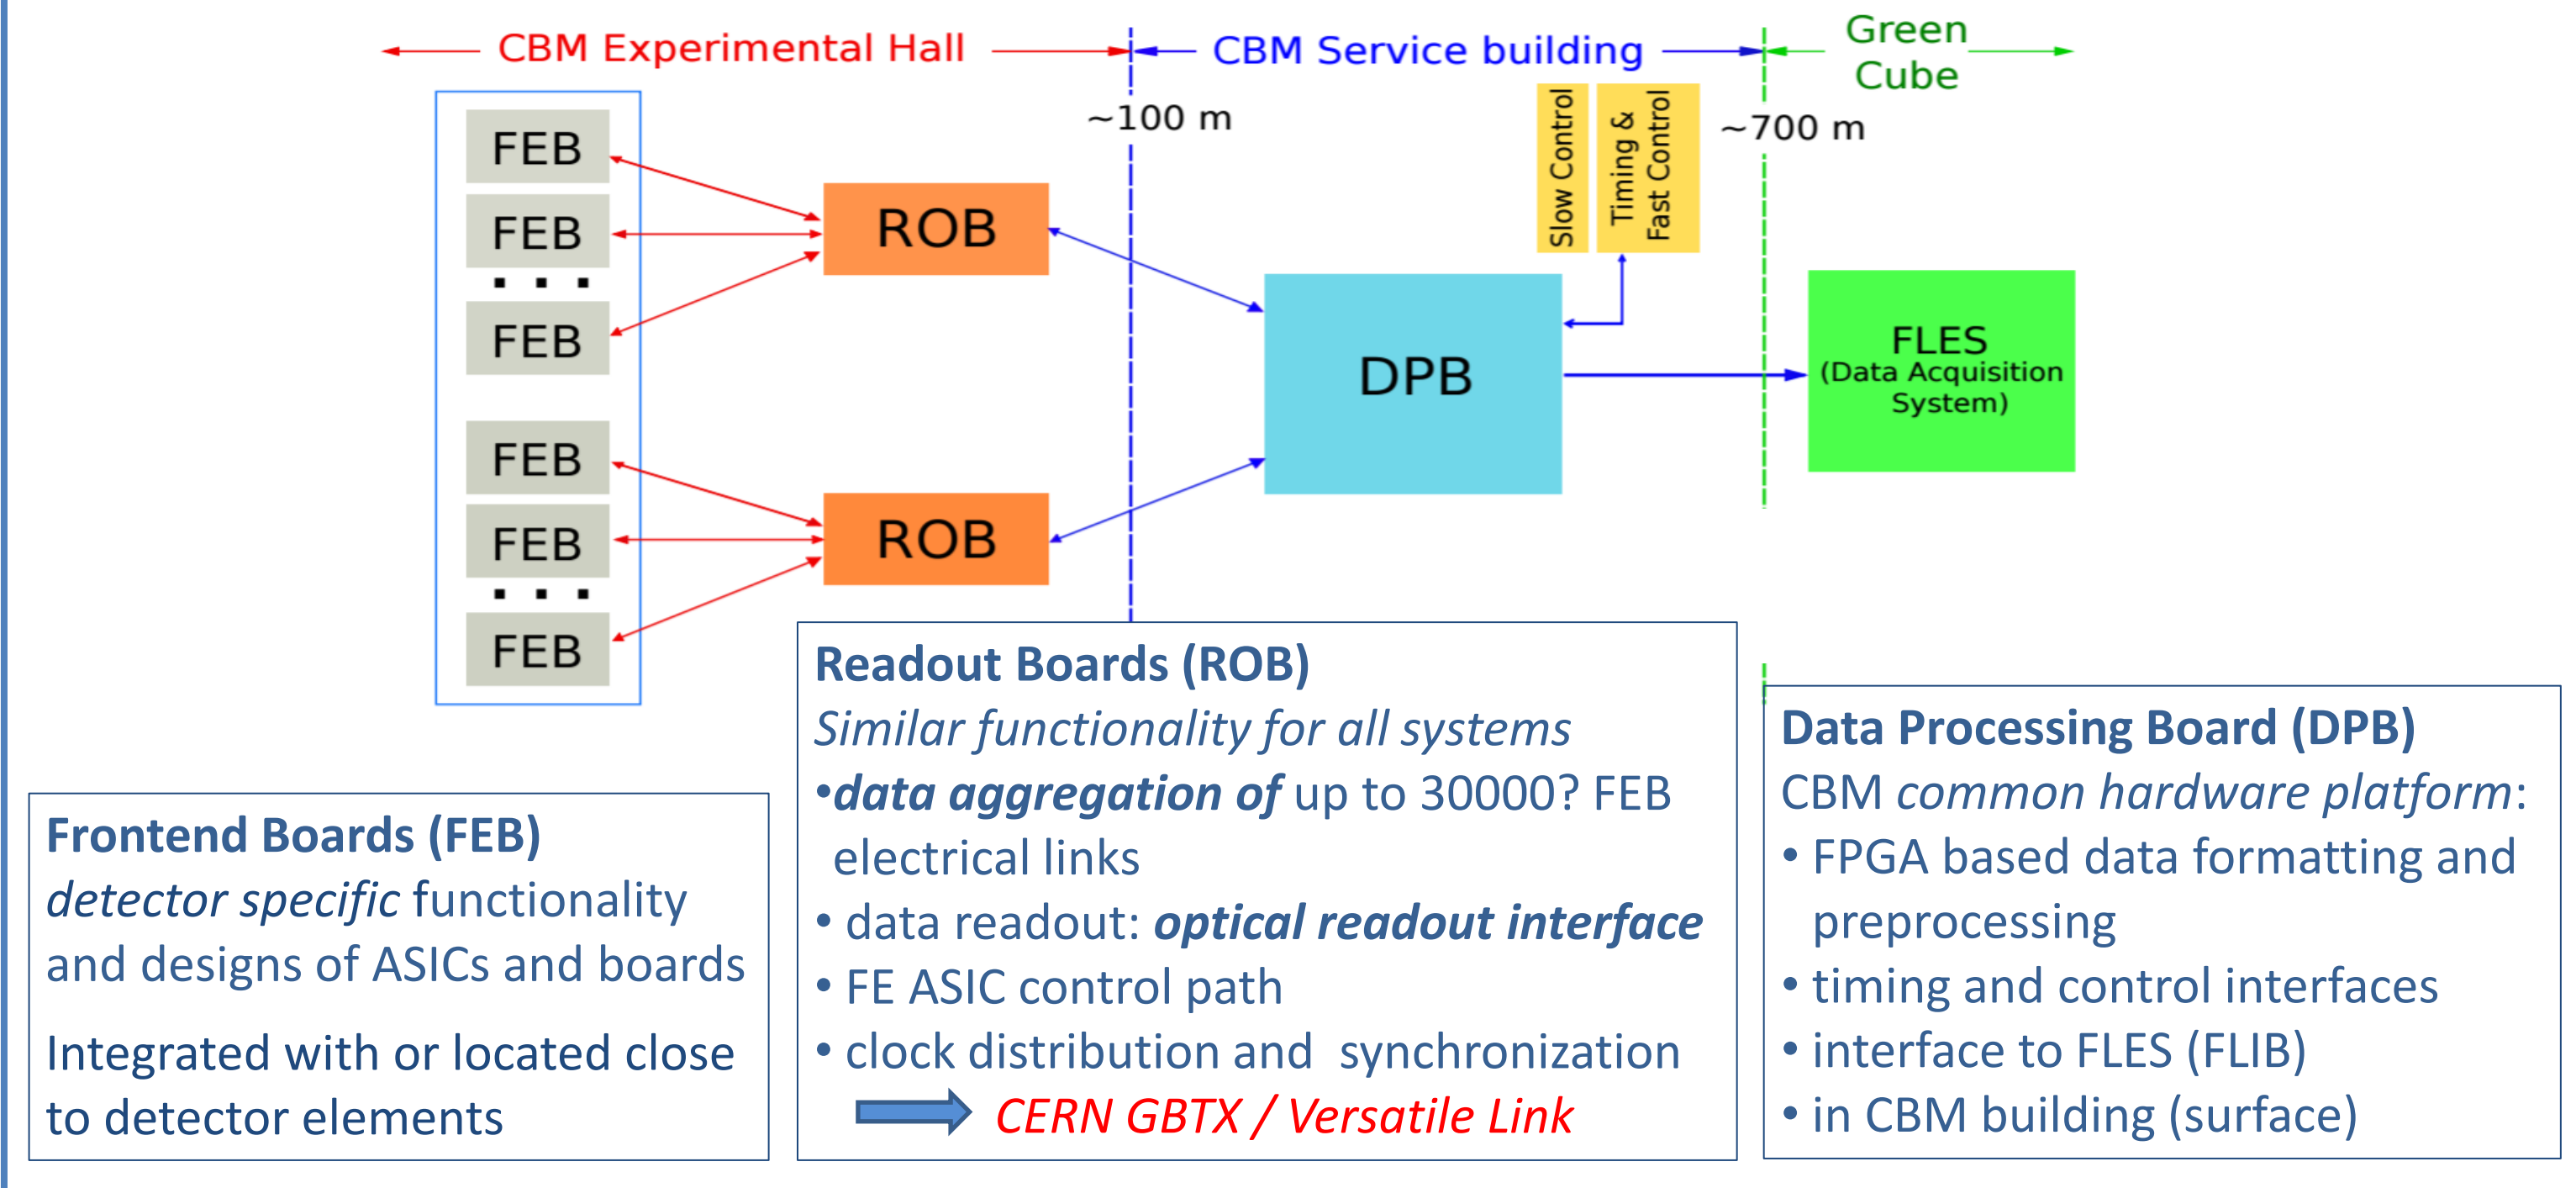 CBM Experimental Hall
CBM Service building
Green
Cube
~100 m
~700 m
Slow Control
Timing &
Fast Control
FEB
FEB
. . .
FEB
FEB
FEB
. . .
FEB
ROB
ROB
DPB
FLES
(Data Acquisition
System)
Frontend Boards (FEB)
detector specific functionality
and designs of ASICs and boards
Integrated with or located close
to detector elements
Readout Boards (ROB)
Similar functionality for all systems
•data aggregation of up to 30000? FEB
electrical links
• data readout: optical readout interface
• FE ASIC control path
• clock distribution and  synchronization
CERN GBTX / Versatile Link
Data Processing Board (DPB)
CBM common hardware platform:
• FPGA based data formatting and
preprocessing
• timing and control interfaces
• interface to FLES (FLIB)
• in CBM building (surface)